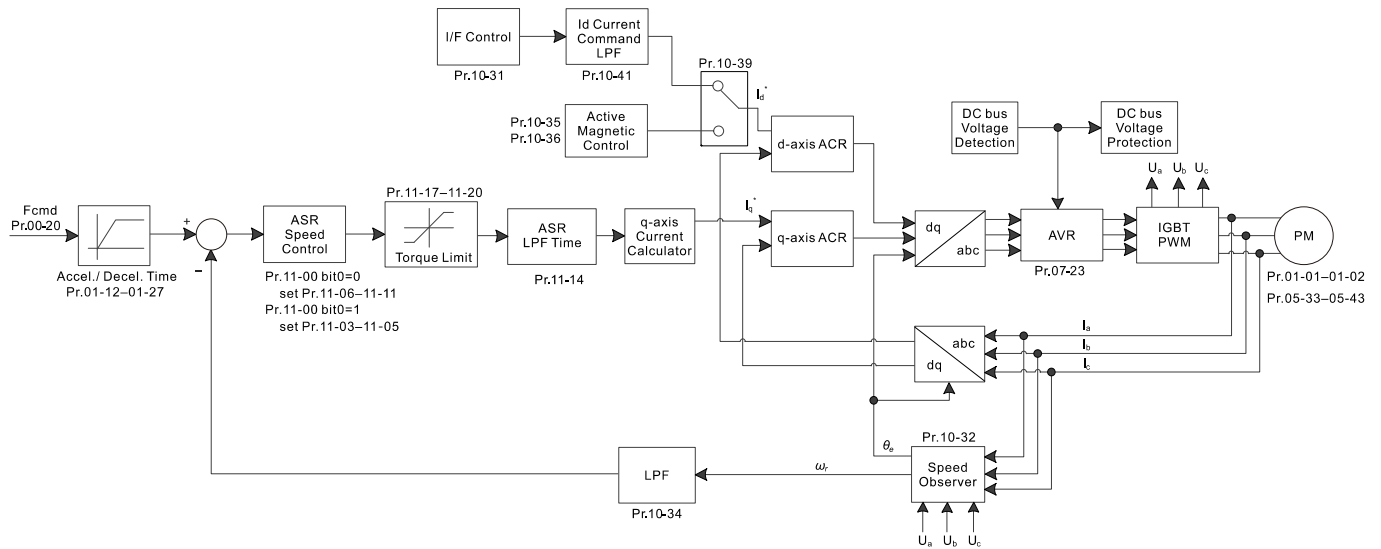 I/F Control
Pr.10-31
Id Current
Command
LPF
Pr.10-41
Pr.10-39
Pr.10-35
Pr.10-36
Active
Magnetic
Control
Id*
d-axis ACR
DC bus
Voltage
Detection
DC bus
Voltage
Protection
Ua Ub Uc
Fcmd
Pr.00-20
Accel./ Decel. Time
Pr.01-12–01-27
+
–
ASR
Speed
Control
Pr.11-00 bit0=0
set Pr.11-06–11-11
Pr.11-00 bit0=1
set Pr.11-03–11-05
Pr.11-17–11-20
Torque Limit
ASR
LPF Time
Pr.11-14
q-axis
Current
Calculator
Iq*
q-axis ACR
dq
abc
AVR
Pr.07-23
IGBT
PWM
PM
Pr.01-01–01-02
Pr.05-33–05-43
abc
dq
Ia
Ib
Ic
θe
Pr.10-32
Speed
Observer
ωr
LPF
Pr.10-34
Ua Ub Uc